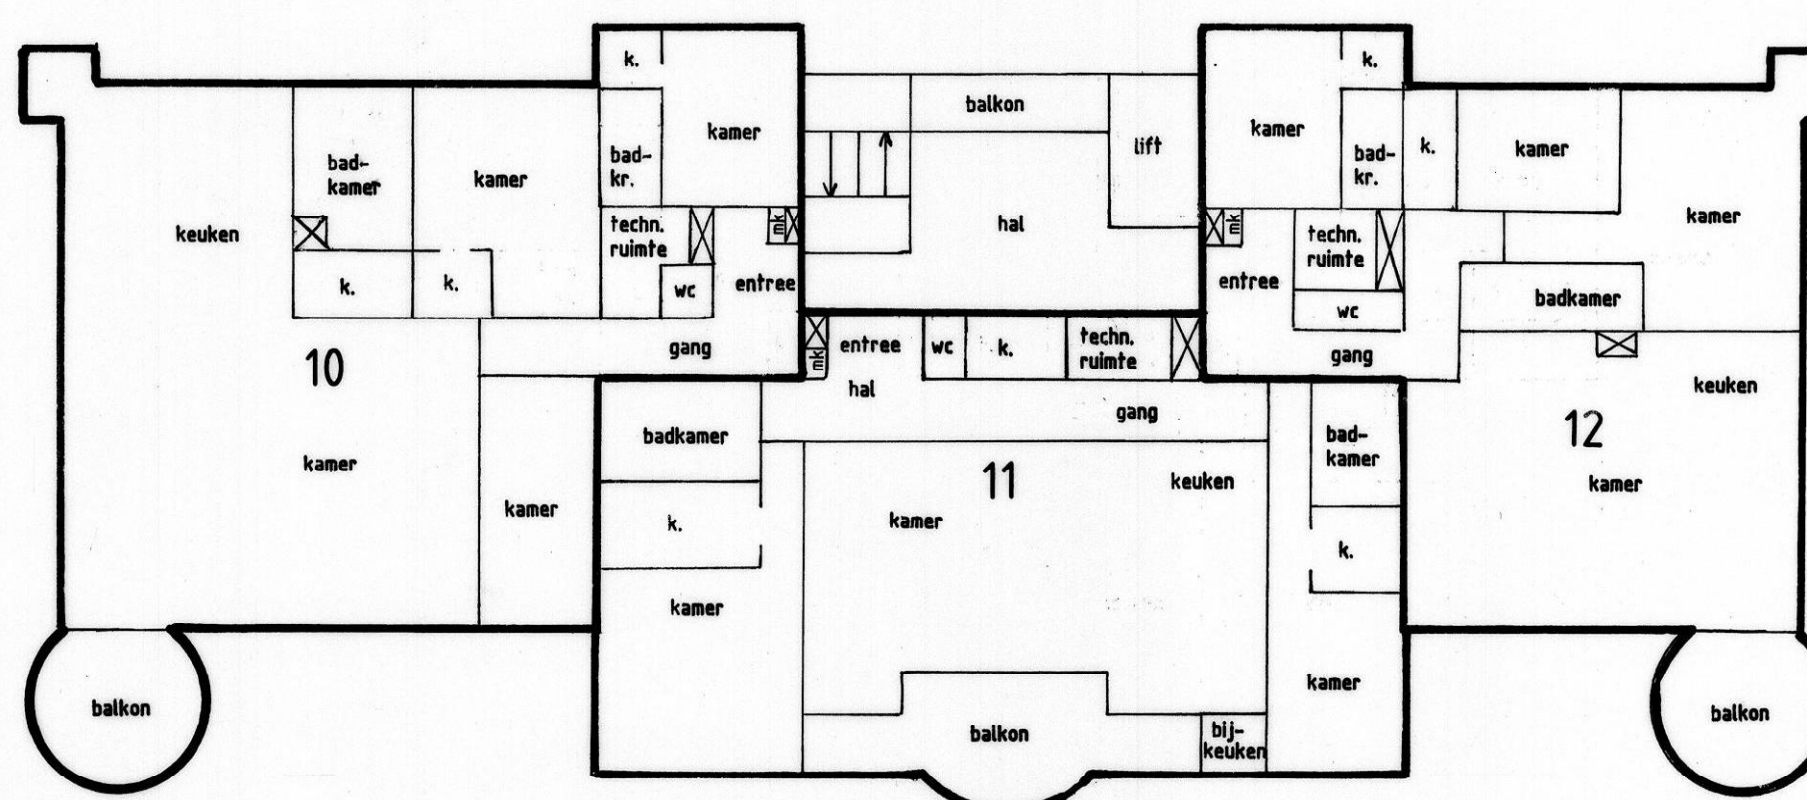 k.
kamer
bad-
kr.
bad-
kamer
kamer
keuken
k.
k.
techn.
ruimte
wc
mk
entree
gang
10
kamer
kamer
balkon
balkon
lift
hal
kamer
k.
bad-
kr.
k.
kamer
kamer
mk
entree
techn.
ruimte
wc
badkamer
gang
keuken
12
kamer
balkon
mk
entree
hal
wc
k.
techn.
ruimte
gang
badkamer
k.
kamer
11
keuken
kamer
bad-
kamer
k.
kamer
balkon
bij-
keuken